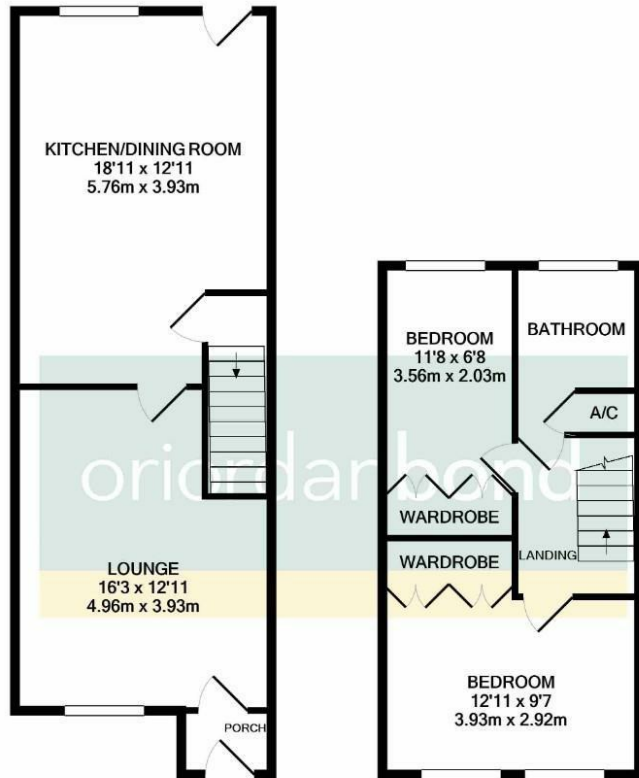 KITCHEN/DINING ROOM
18'11 x 12'11
5.76m x 3.93m
LOUNGE
16'3 x 12'11
4.96m x 3.93m
PORCH
BEDROOM
11'8 x 6'8
3.56m x 2.03m
BATHROOM
A/C
WARDROBE
WARDROBE
LANDING
BEDROOM
12'11 x 9'7
3.93m x 2.92m
oriordanbond